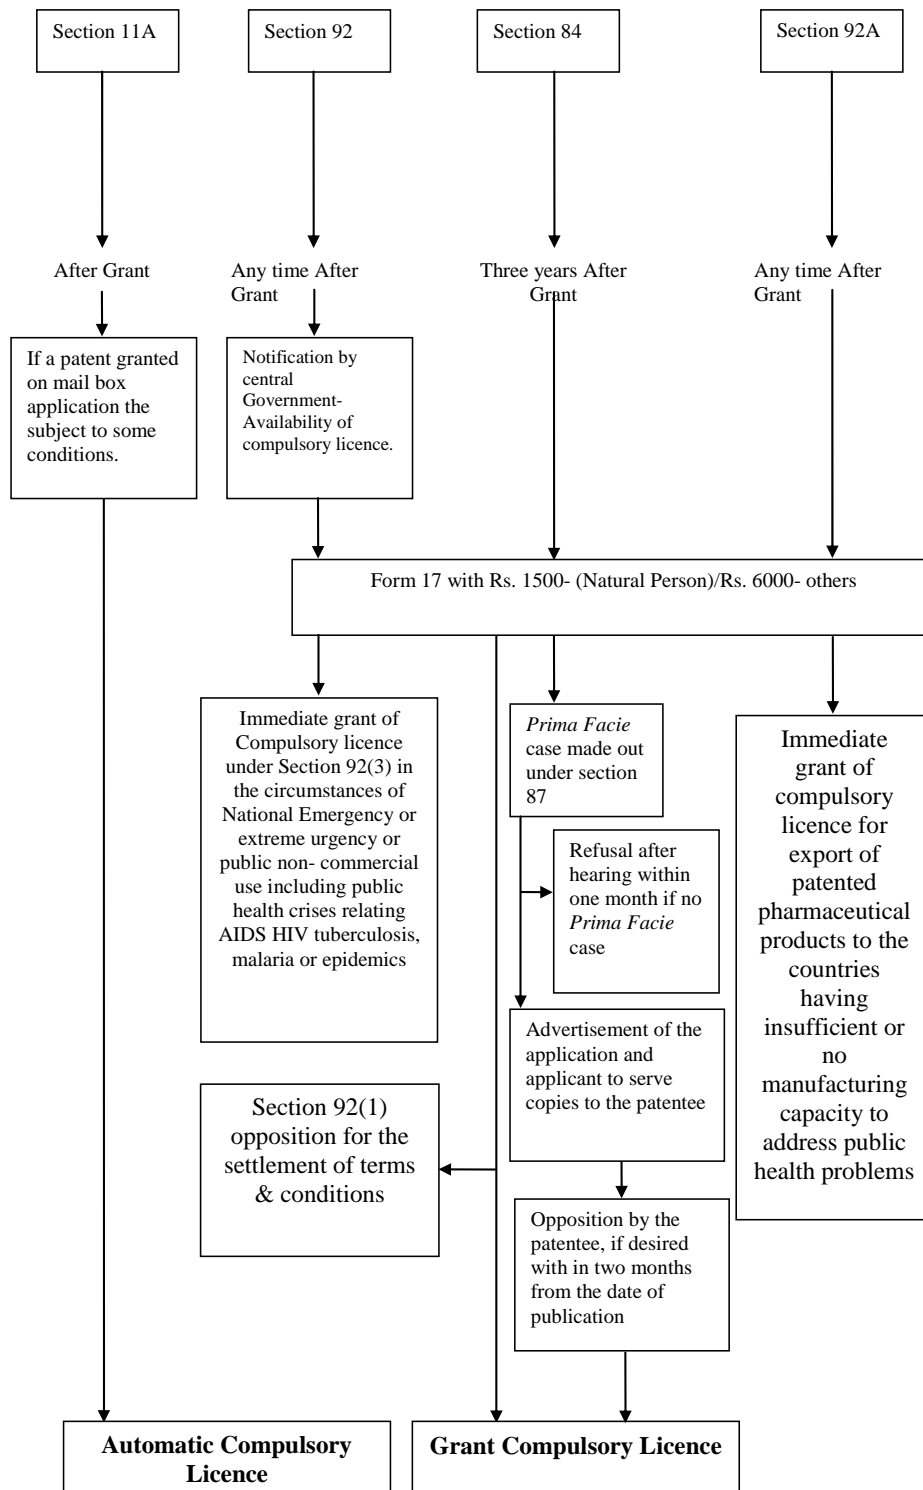 Section 11A
Section 92
Section 84
Section 92A
After Grant
Any time After
Grant
Three years After
Grant
Any time After
Grant
If a patent granted
on mail box
application the
subject to some
conditions.
Notification by
central
Government-
Availability of
compulsory licence.
Form 17 with Rs. 1500- (Natural Person)/Rs. 6000- others
Immediate grant of
Compulsory licence
under Section 92(3) in
the circumstances of
National Emergency or
extreme urgency or
public non- commercial
use including public
health crises relating
AIDS HIV tuberculosis,
malaria or epidemics
Prima Facie
case made out
under section
87
Refusal after
hearing within
one month if no
Prima Facie
case
Immediate
grant of
compulsory
licence for
export of
patented
pharmaceutical
products to the
countries
having
insufficient or
no
manufacturing
capacity to
address public
health problems
Advertisement of the
application and
applicant to serve
copies to the patentee
Section 92(1)
opposition for the
settlement of terms
& conditions
Opposition by the
patentee, if desired
with in two months
from the date of
publication
Automatic Compulsory
Licence
Grant Compulsory Licence